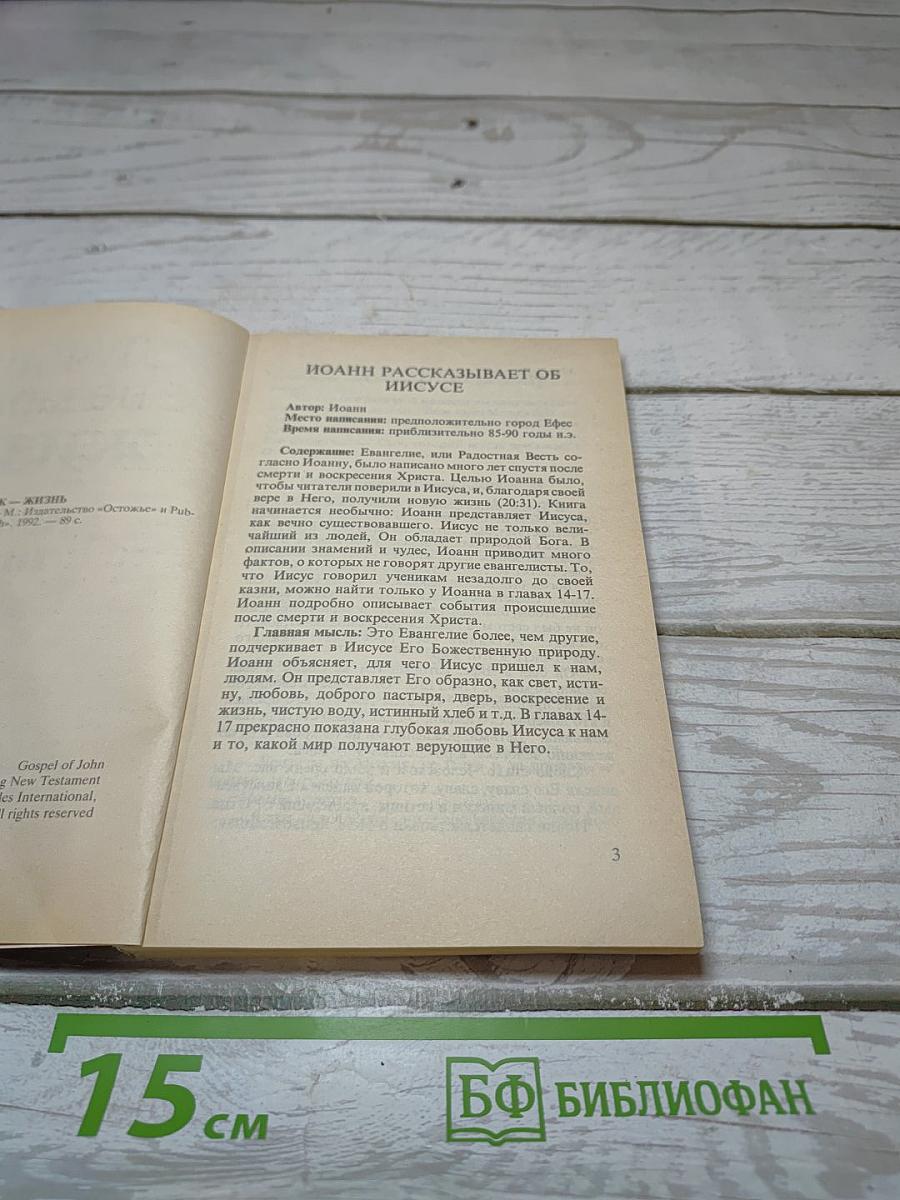 К — ЖИЗНЬ
М.: Издательство «Остожье» и Pub-
». 1992. — 89 с.
Gospel of John
g New Testament
les International,
l rights reserved
ИОАНН РАССКАЗЫВАЕТ ОБ
ИИСУСЕ
Автор: Иоанн
Место написания: предположительно город Ефес
Время написания: приблизительно 85-90 годы н.э.
Содержание: Евангелие, или Радостная Весть со-
гласно Иоанну, было написано много лет спустя после
смерти и воскресения Христа. Целью Иоанна было,
чтобы читатели поверили в Иисуса, и, благодаря своей
вере в Него, получили новую жизнь (20:31). Книга
начинается необычно: Иоанн представляет Иисуса,
как вечно существовавшего. Иисус не только вели-
чайший из людей, Он обладает природой Бога. В
описании знамений и чудес, Иоанн приводит много
фактов, о которых не говорят другие евангелисты. То,
что Иисус говорил ученикам незадолго до своей
казни, можно найти только у Иоанна в главах 14-17.
Иоанн подробно описывает события происшедшие
после смерти и воскресения Христа.
Главная мысль: Это Евангелие более, чем другие,
подчеркивает в Иисусе Его Божественную природу.
Иоанн объясняет, для чего Иисус пришел к нам,
людям. Он представляет Его образно, как свет, исти-
ну, любовь, доброго пастыря, дверь, воскресение и
жизнь, чистую воду, истинный хлеб и т.д. В главах 14-
17 прекрасно показана глубокая любовь Иисуса к нам
и то, какой мир получают верующие в Него.
3
15 см
БФ БИБЛИОФАН